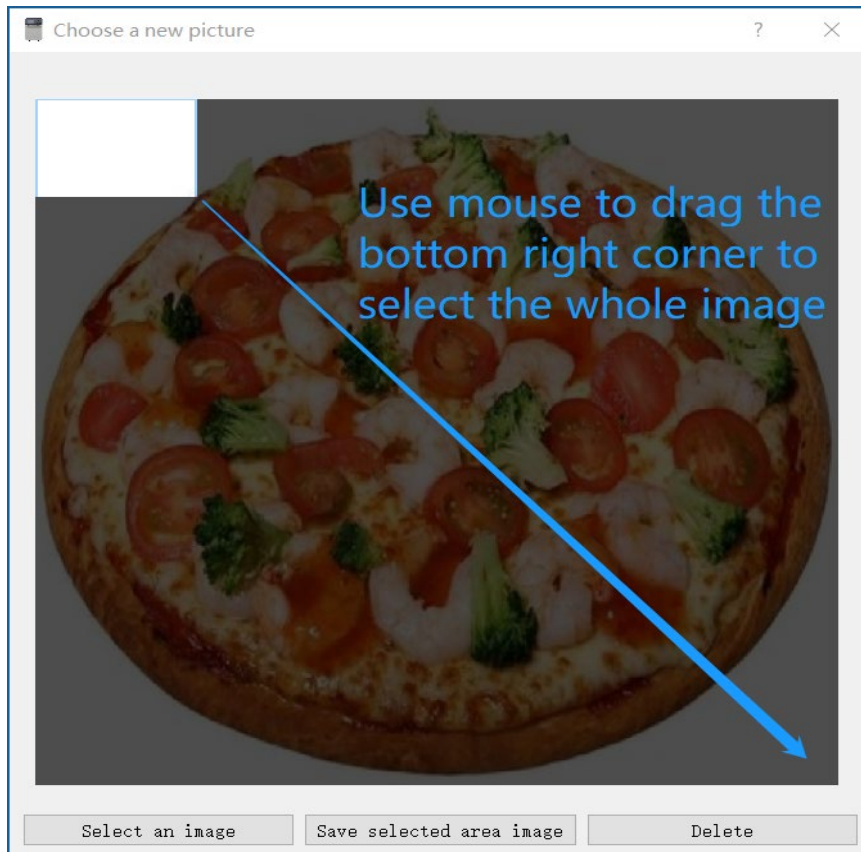 Choose a new picture
Use mouse to drag the
bottom right corner to
select the whole image
Select an image
Save selected area image
Delete